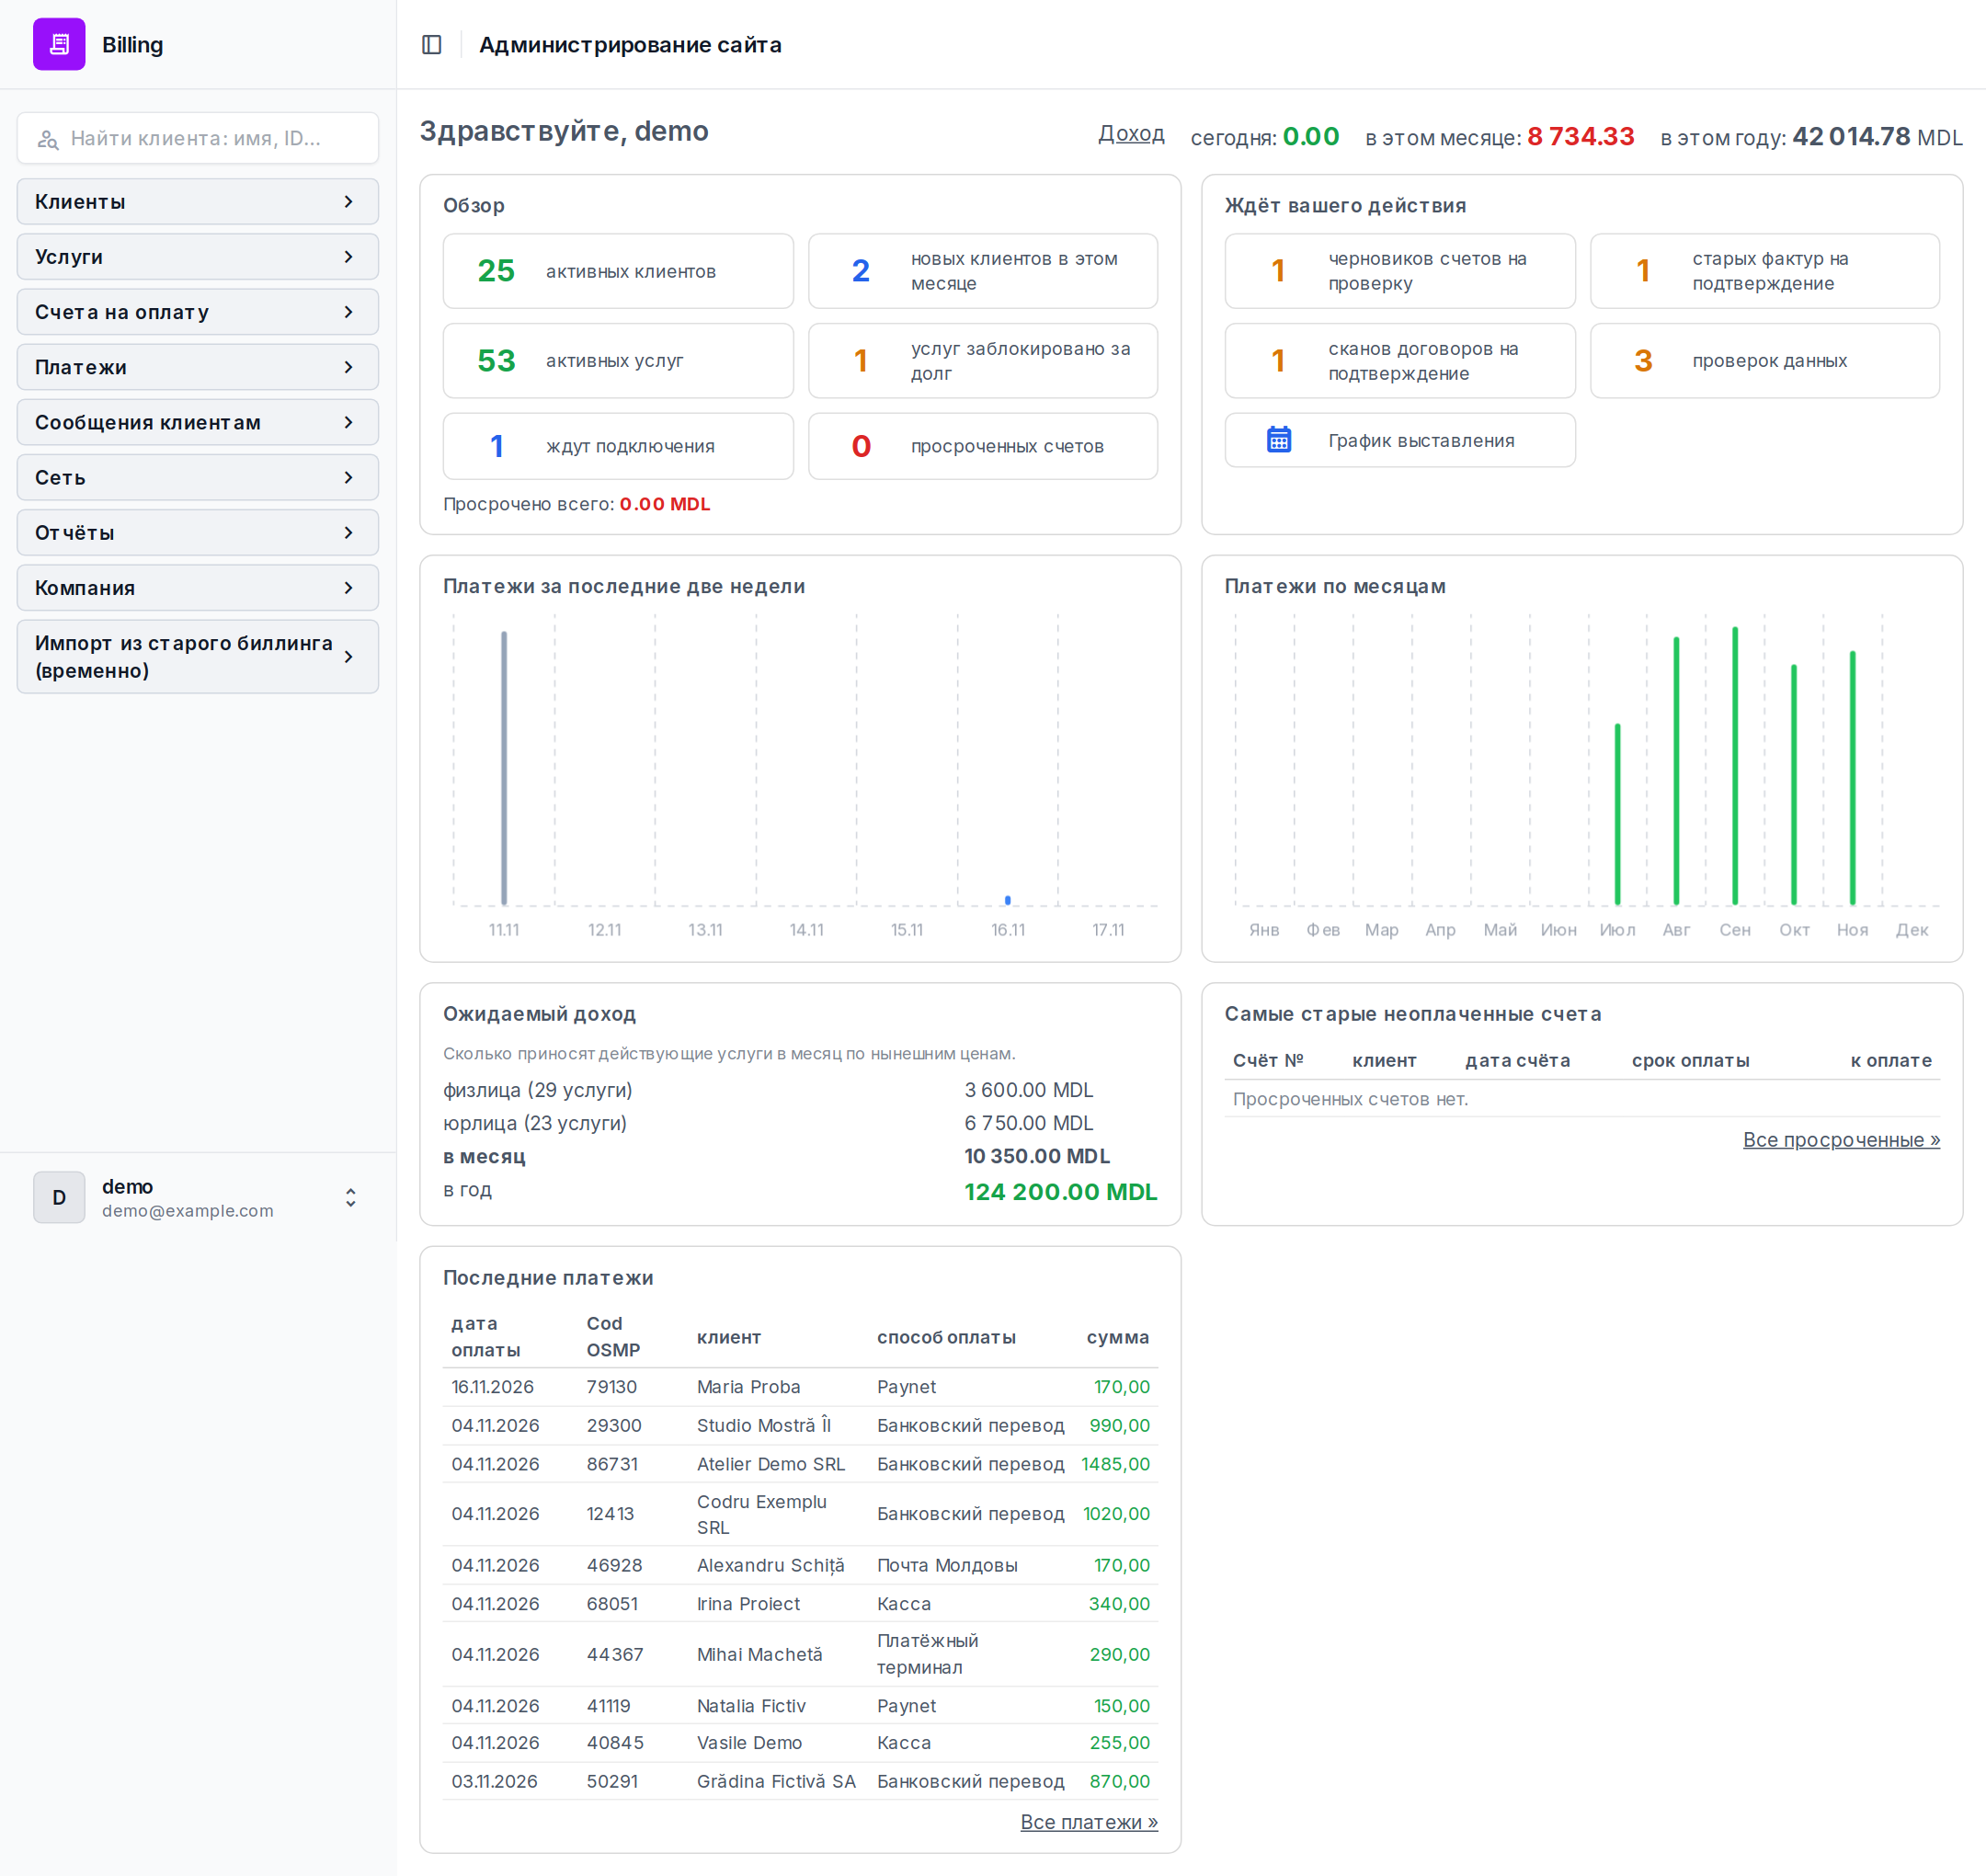 Billing
Администрирование сайта
Найти клиента: имя, ID...
Клиенты
Услуги
Счета на оплату
Платежи
Сообщения клиентам
Сеть
Отчёты
Компания
Импорт из старого биллинга
(временно)
D
demo
demo@example.com
Здравствуйте, demo
Доход сегодня: 0.00 в этом месяце: 8 734.33 в этом году: 42 014.78 MDL
Обзор
25 активных клиентов
2 новых клиентов в этом
месяце
53 активных услуг
1 услуг заблокировано за
долг
1 ждут подключения
0 просроченных счетов
Просрочено всего: 0.00 MDL
Ждёт вашего действия
1 черновиков счетов на
проверку
1 старых фактур на
подтверждение
1 сканов договоров на
подтверждение
3 проверок данных
График выставления
Платежи за последние две недели
11.11 12.11 13.11 14.11 15.11 16.11 17.11
Платежи по месяцам
Янв Фев Мар Апр Май Июн Июл Авг Сен Окт Ноя Дек
Ожидаемый доход
Сколько приносят действующие услуги в месяц по нынешним ценам.
физлица (29 услуги) 3 600.00 MDL
юрлица (23 услуги) 6 750.00 MDL
в месяц 10 350.00 MDL
в год 124 200.00 MDL
Самые старые неоплаченные счета
Счёт № клиент дата счёта срок оплаты к оплате
Просроченных счетов нет.
Все просроченные »
Последние платежи
дата
оплаты
Cod
OSMP
клиент способ оплаты сумма
16.11.2026 79130 Maria Proba Paynet 170,00
04.11.2026 29300 Studio Mostră ÎI Банковский перевод 990,00
04.11.2026 86731 Atelier Demo SRL Банковский перевод 1485,00
04.11.2026 12413 Codru Exemplu
SRL
Банковский перевод 1020,00
04.11.2026 46928 Alexandru Schiță Почта Молдовы 170,00
04.11.2026 68051 Irina Proiect Касса 340,00
04.11.2026 44367 Mihai Machetă Платёжный
терминал
290,00
04.11.2026 41119 Natalia Fictiv Paynet 150,00
04.11.2026 40845 Vasile Demo Касса 255,00
03.11.2026 50291 Grădina Fictivă SA Банковский перевод 870,00
Все платежи »